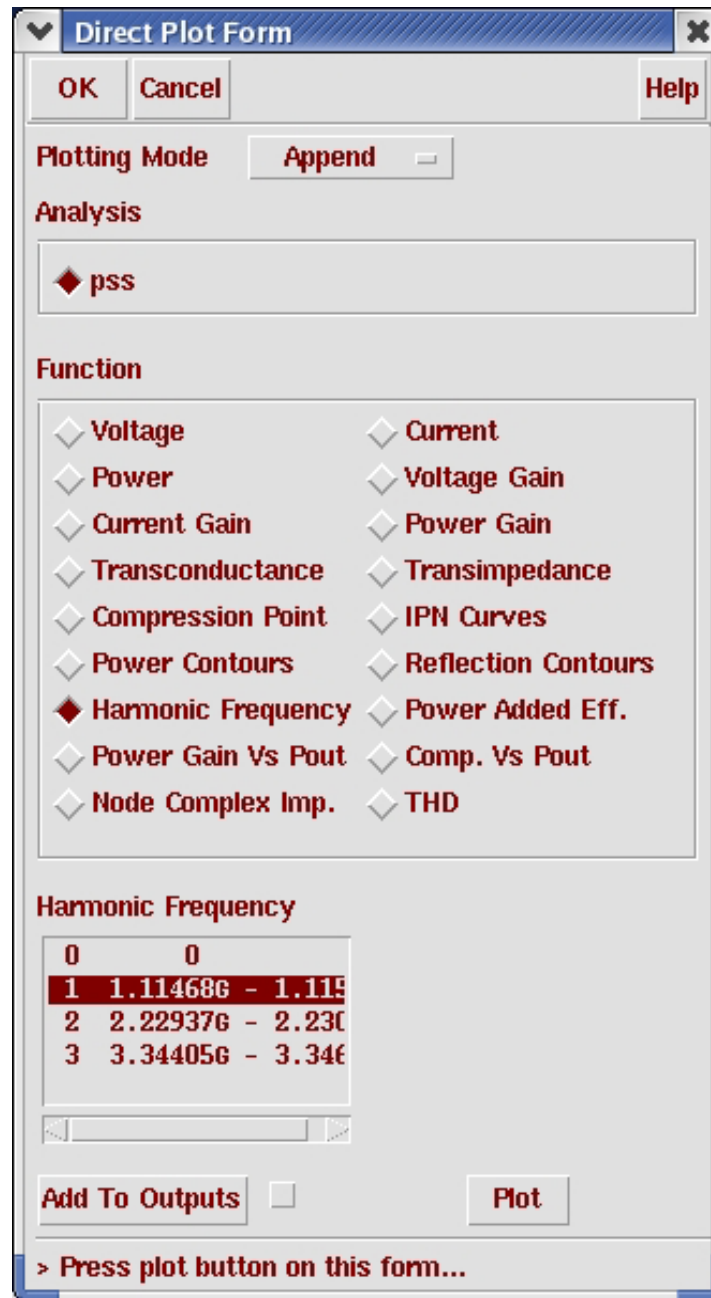 Direct Plot Form
OK Cancel Help
Plotting Mode Append
Analysis
pss
Function
Voltage Current
Power Voltage Gain
Current Gain Power Gain
Transconductance Transimpedance
Compression Point IPN Curves
Power Contours Reflection Contours
Harmonic Frequency Power Added Eff.
Power Gain Vs Pout Comp. Vs Pout
Node Complex Imp. THD
Harmonic Frequency
0 0
1 1.11468G - 1.115
2 2.22937G - 2.230
3 3.34405G - 3.346
Add To Outputs Plot
> Press plot button on this form...